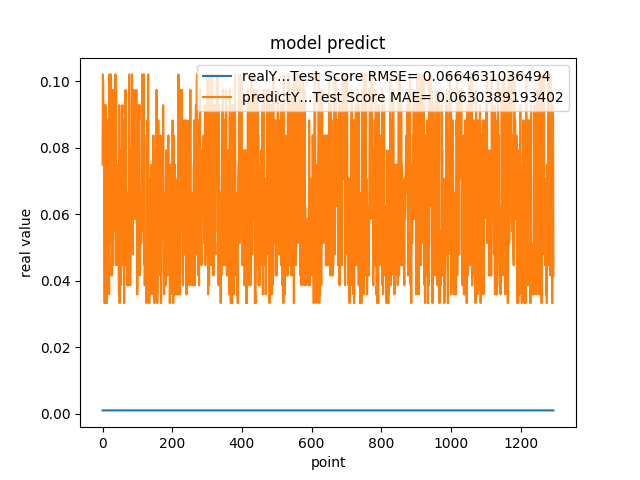 model predict
realY...Test Score RMSE= 0.0664631036494
predictY...Test Score MAE= 0.0630389193402
0.10
0.08
0.06
0.04
0.02
0.00
real value
0 200 400 600 800 1000 1200
point